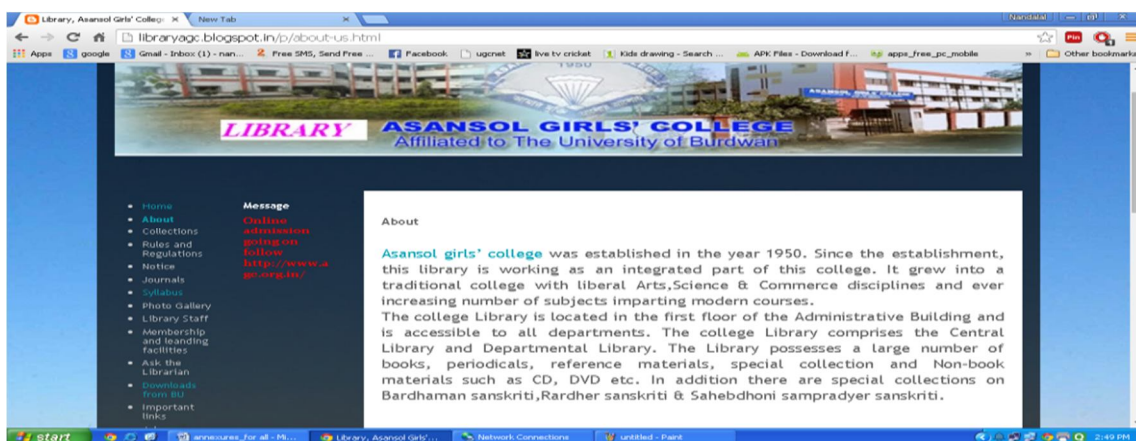 Library, Asansol Girls' Colleg
New Tab
Nandalal
libraryagc.blogspot.in/p/about-us.html
Apps
google
Gmail - Inbox (1) - nan...
Free SMS, Send Free ...
Facebook
ugcnet
live tv cricket
Kids drawing - Search ...
APK Files - Download f...
apps_free_pc_mobile
»
Other bookmarks
1950
LIBRARY
ASANSOL GIRLS' COLLEGE
Affiliated to The University of Burdwan
Home
About
Collections
Rules and
Regulations
Notice
Journals
Syllabus
Photo Gallery
Library Staff
Membership
and leanding
facilities
Ask the
Librarian
Downloads
from BU
Important
links
Message
Online
admission
going on
follow
http://www.a
gc.org.in/
About
Asansol girls' college was established in the year 1950. Since the establishment,
this library is working as an integrated part of this college. It grew into a
traditional college with liberal Arts,Science & Commerce disciplines and ever
increasing number of subjects imparting modern courses.
The college Library is located in the first floor of the Administrative Building and
is accessible to all departments. The college Library comprises the Central
Library and Departmental Library. The Library possesses a large number of
books, periodicals, reference materials, special collection and Non-book
materials such as CD, DVD etc. In addition there are special collections on
Bardhaman sanskriti,Rardher sanskriti & Sahebdhoni sampradyer sanskriti.
start
annexures_for all - Mi...
Library, Asansol Girls'...
Network Connections
untitled - Paint
2:49 PM